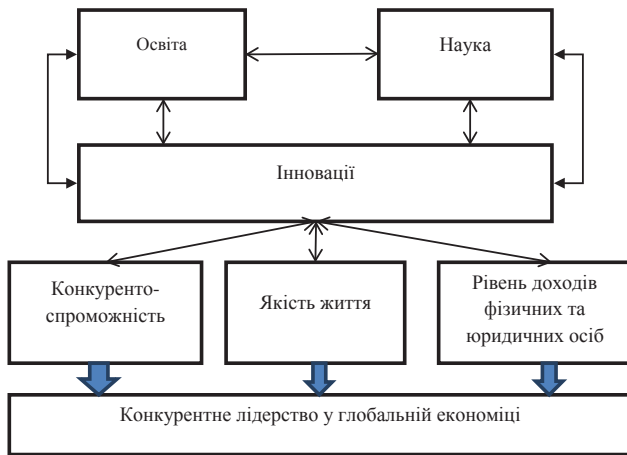 Освіта
Наука
Інновації
Конкуренто-
спроможність
Якість життя
Рівень доходів
фізичних та
юридичних осіб
Конкурентне лідерство у глобальній економіці